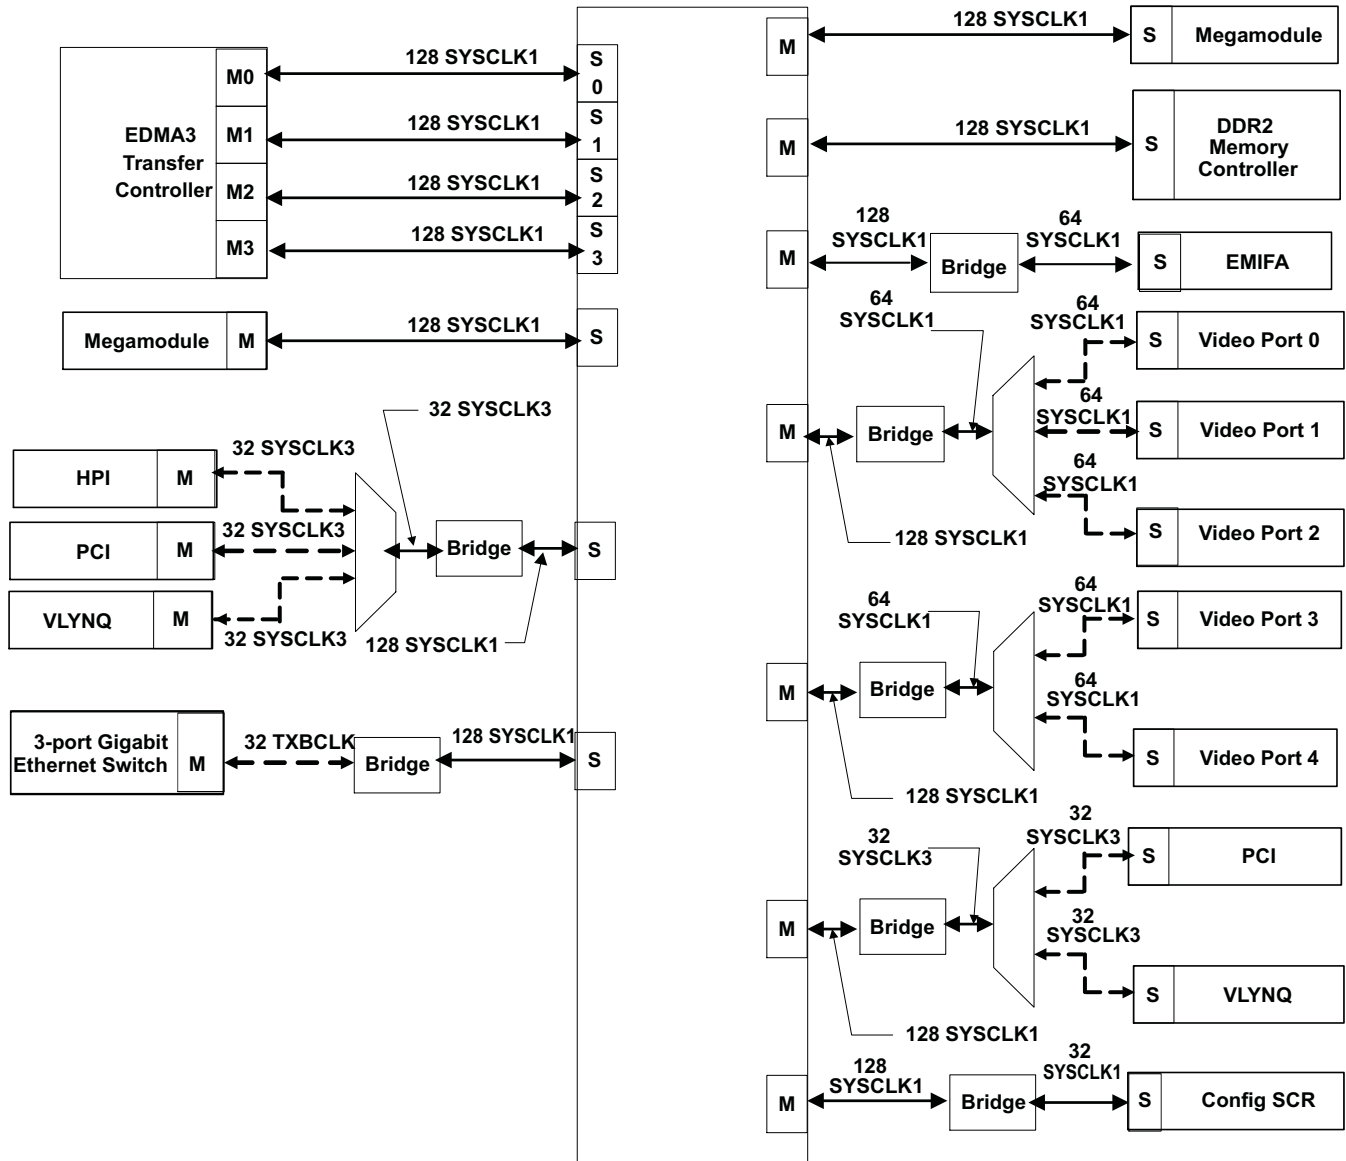 EDMA3
Transfer
Controller
M0
M1
M2
M3
128 SYSCLK1
128 SYSCLK1
128 SYSCLK1
128 SYSCLK1
S
0
S
1
S
2
S
3
Megamodule
M
128 SYSCLK1
S
HPI
M
32 SYSCLK3
PCI
M
32 SYSCLK3
VLYNQ
M
32 SYSCLK3
32 SYSCLK3
Bridge
128 SYSCLK1
S
3-port Gigabit
Ethernet Switch
M
32 TXBCLK
Bridge
128 SYSCLK1
S
M
128 SYSCLK1
S
Megamodule
M
128 SYSCLK1
S
DDR2
Memory
Controller
M
128
SYSCLK1
Bridge
64
SYSCLK1
S
EMIFA
M
128 SYSCLK1
Bridge
64
SYSCLK1
64
SYSCLK1
S
Video Port 0
64
SYSCLK1
S
Video Port 1
64
SYSCLK1
S
Video Port 2
M
128 SYSCLK1
Bridge
64
SYSCLK1
64
SYSCLK1
S
Video Port 3
64
SYSCLK1
S
Video Port 4
M
128 SYSCLK1
Bridge
32
SYSCLK3
32
SYSCLK3
S
PCI
32
SYSCLK3
S
VLYNQ
M
128
SYSCLK1
Bridge
32
SYSCLK1
S
Config SCR